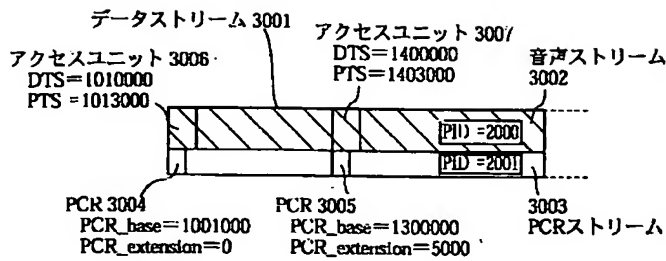 データストリーム 3001
アクセスユニット 3006
DTS=1010000
PTS =1013000
アクセスユニット 3007
DTS=1400000
PTS=1403000
音声ストリーム
3002
PID =2000
PID =2001
PCR 3004
PCR_base=1001000
PCR_extension=0
PCR 3005
PCR_base=1300000
PCR_extension=5000
3003
PCRストリーム